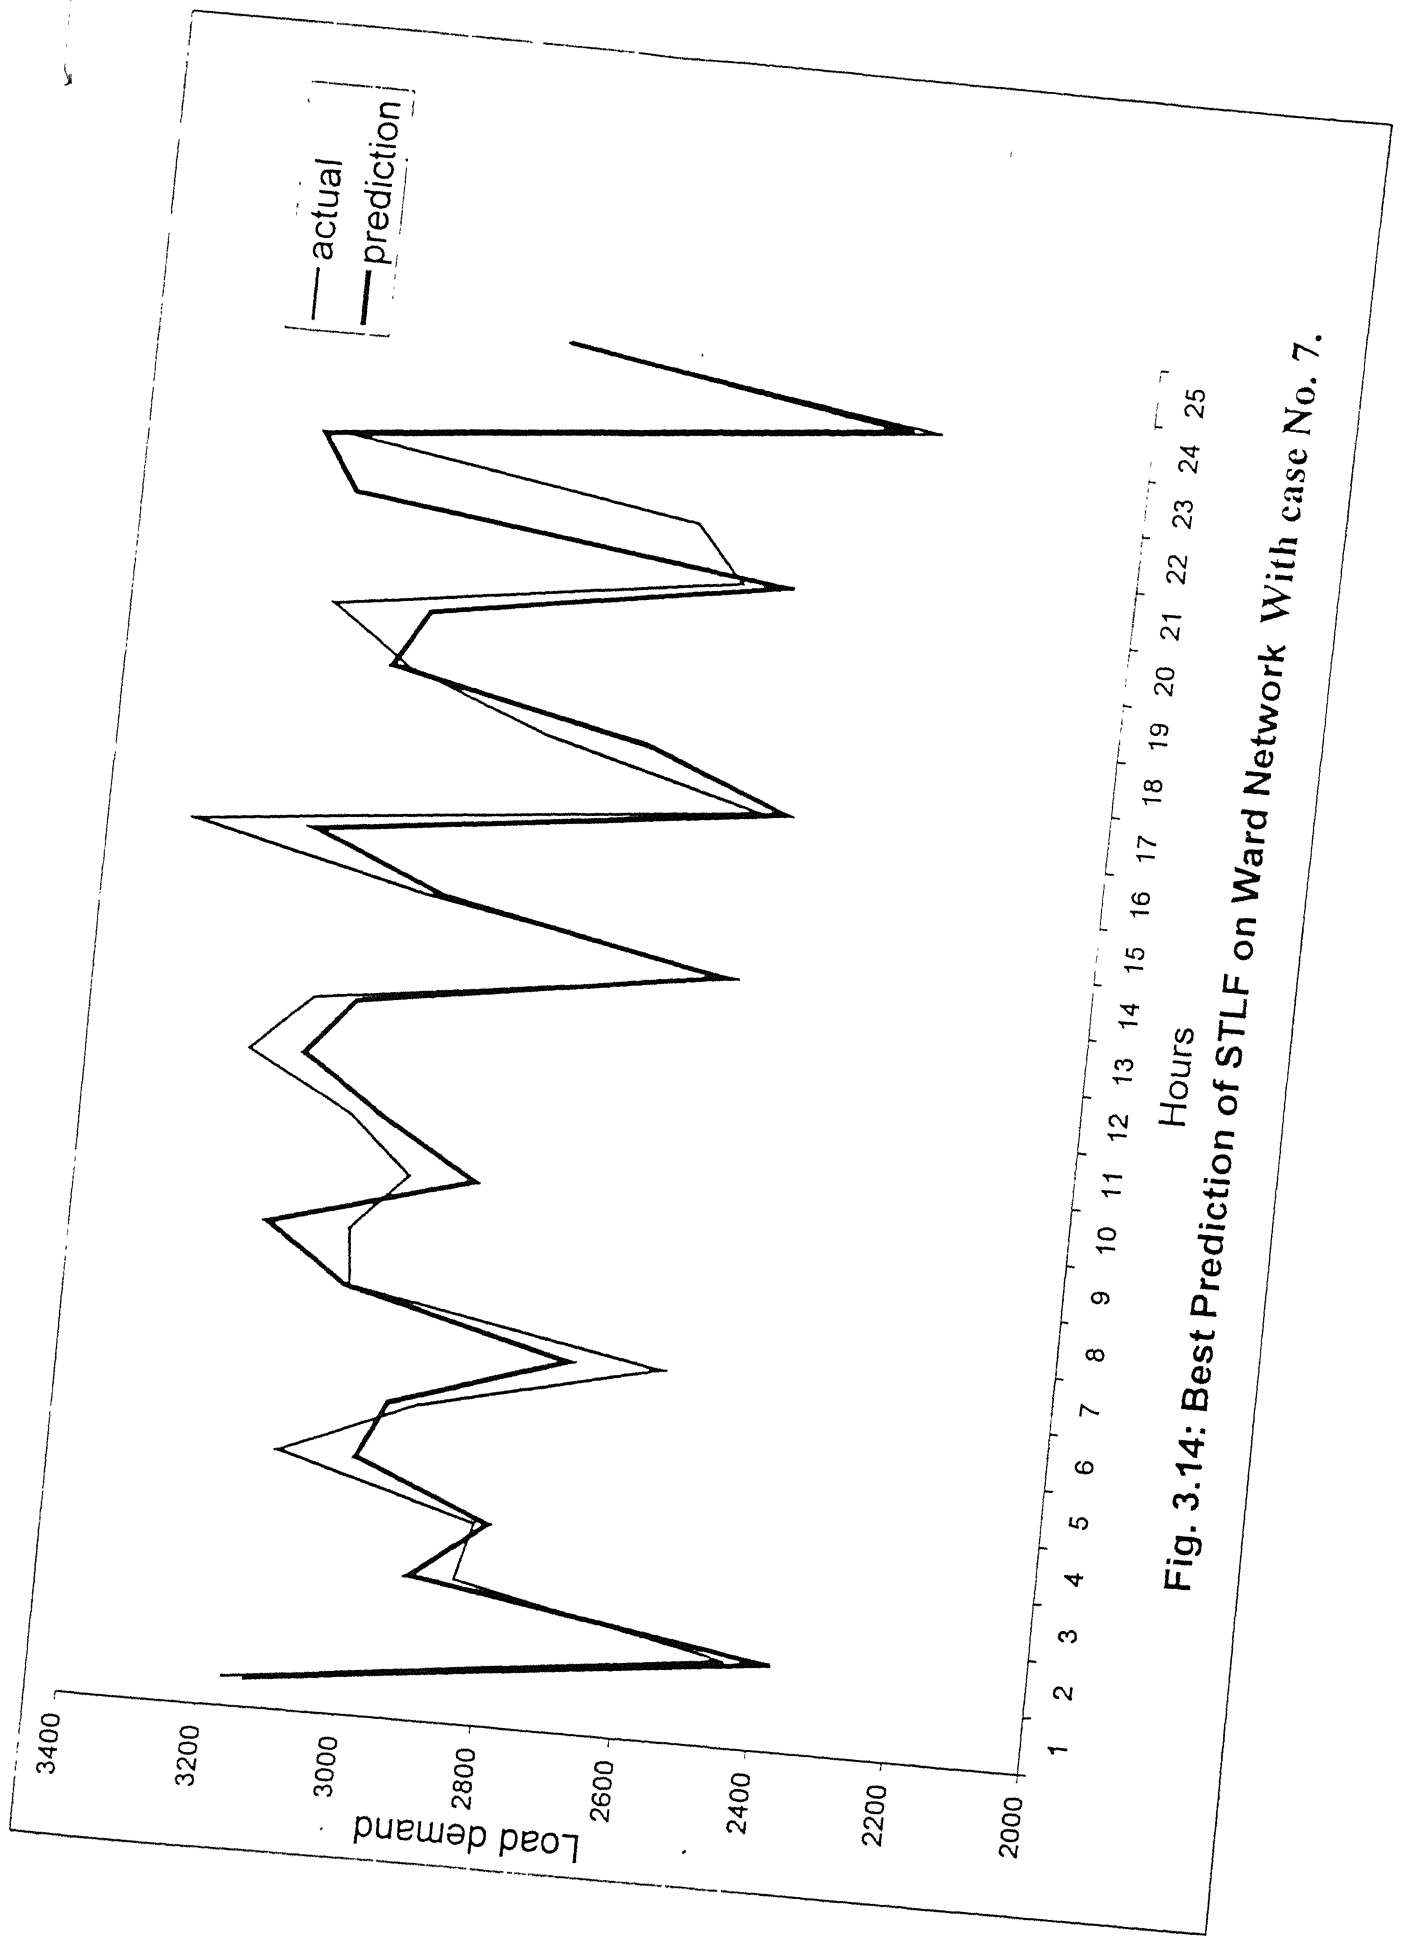 actual
prediction
3400
3200
3000
2800
2600
2400
2200
2000
Load demand
1 2 3 4 5 6 7 8 9 10 11 12 13 14 15 16 17 18 19 20 21 22 23 24 25
Hours
Fig. 3.14: Best Prediction of STLF on Ward Network With case No. 7.